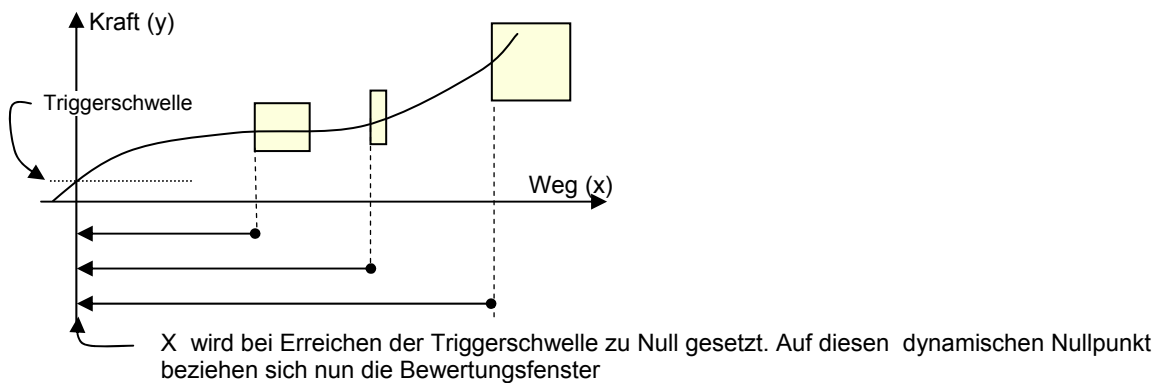 Kraft (y)
Triggerschwelle
Weg (x)
X wird bei Erreichen der Triggerschwelle zu Null gesetzt. Auf diesen dynamischen Nullpunkt
beziehen sich nun die Bewertungsfenster